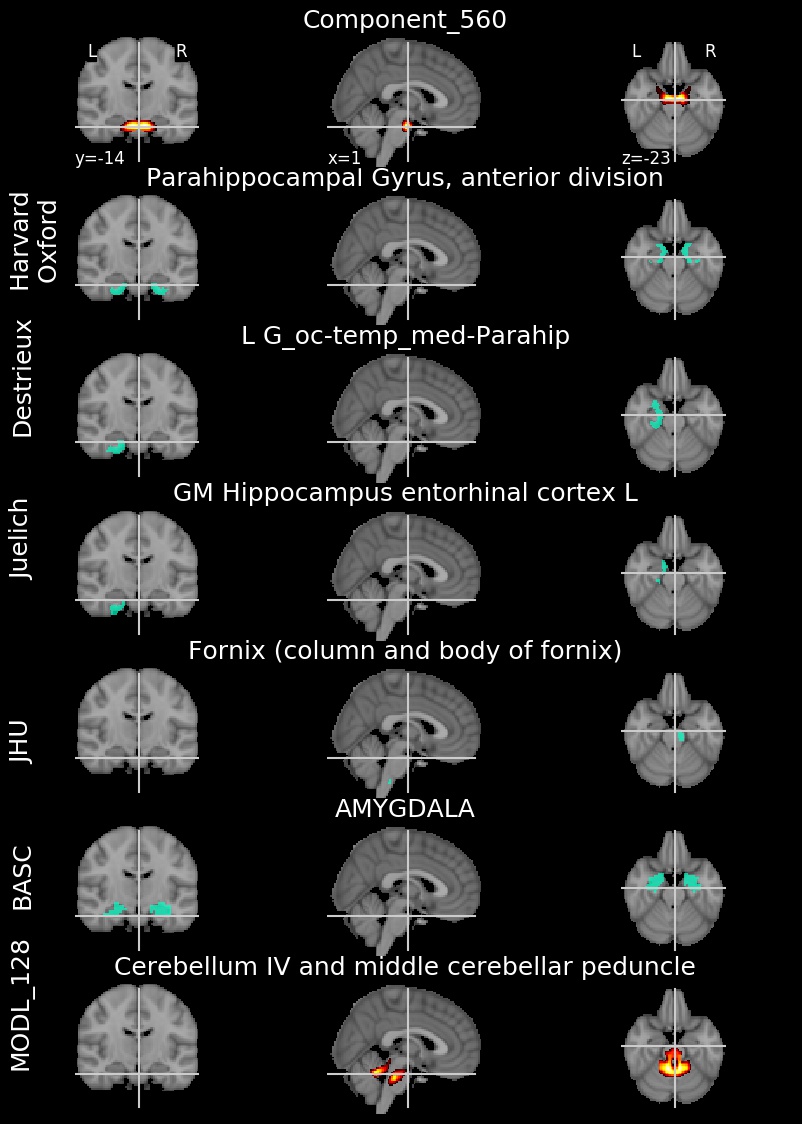 Component_560
L R L R
y=-14 x=1 z=-23
Parahippocampal Gyrus, anterior division
Harvard
Oxford
L G_oc-temp_med-Parahip
Destrieux
GM Hippocampus entorhinal cortex L
Juelich
Fornix (column and body of fornix)
JHU
AMYGDALA
BASC
Cerebellum IV and middle cerebellar peduncle
MODL_128